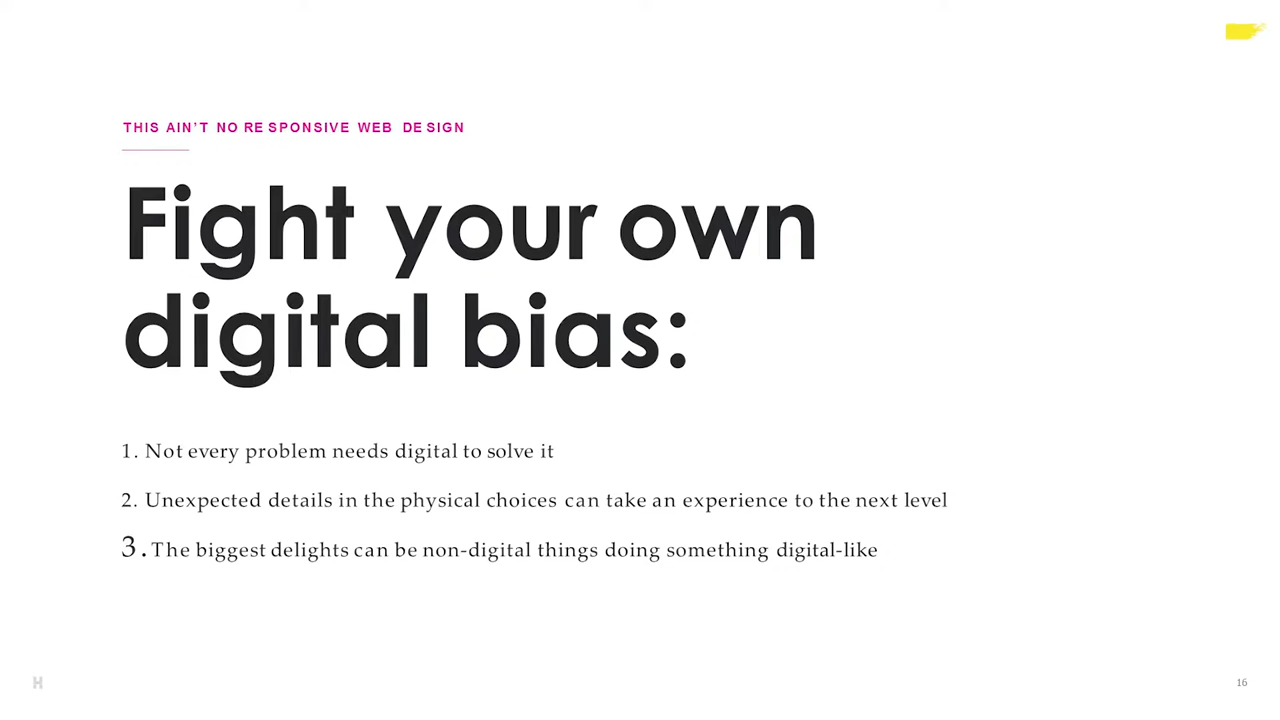 THIS AIN'T NO RESPONSIVE WEB DESIGN
Fight your own
digital bias:
1. Not every problem needs digital to solve it
2. Unexpected details in the physical choices can take an experience to the next level
3. The biggest delights can be non-digital things doing something digital-like
H
16